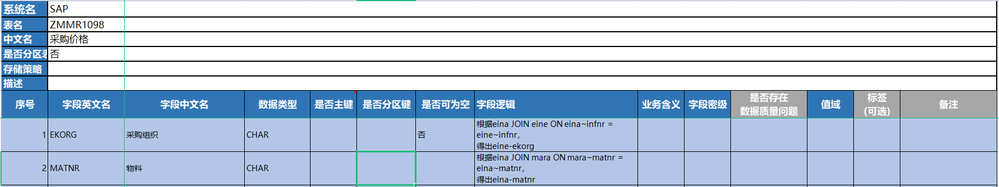 系统名 SAP
表名 ZMMR1098
中文名 采购价格
是否分区表 否
存储策略
描述
序号 字段英文名 字段中文名 数据类型 是否主键 是否分区键 是否可为空 字段逻辑 业务含义 字段密级 是否存在 数据质量问题 值域 标签 (可选) 备注
1 EKORG 采购组织 CHAR 否 根据eina JOIN eine ON eina~infnr =
eine~infnr,
得出eine-ekorg
2 MATNR 物料 CHAR 根据eina JOIN mara ON mara~matnr =
eina~matnr,
得出eina-matnr